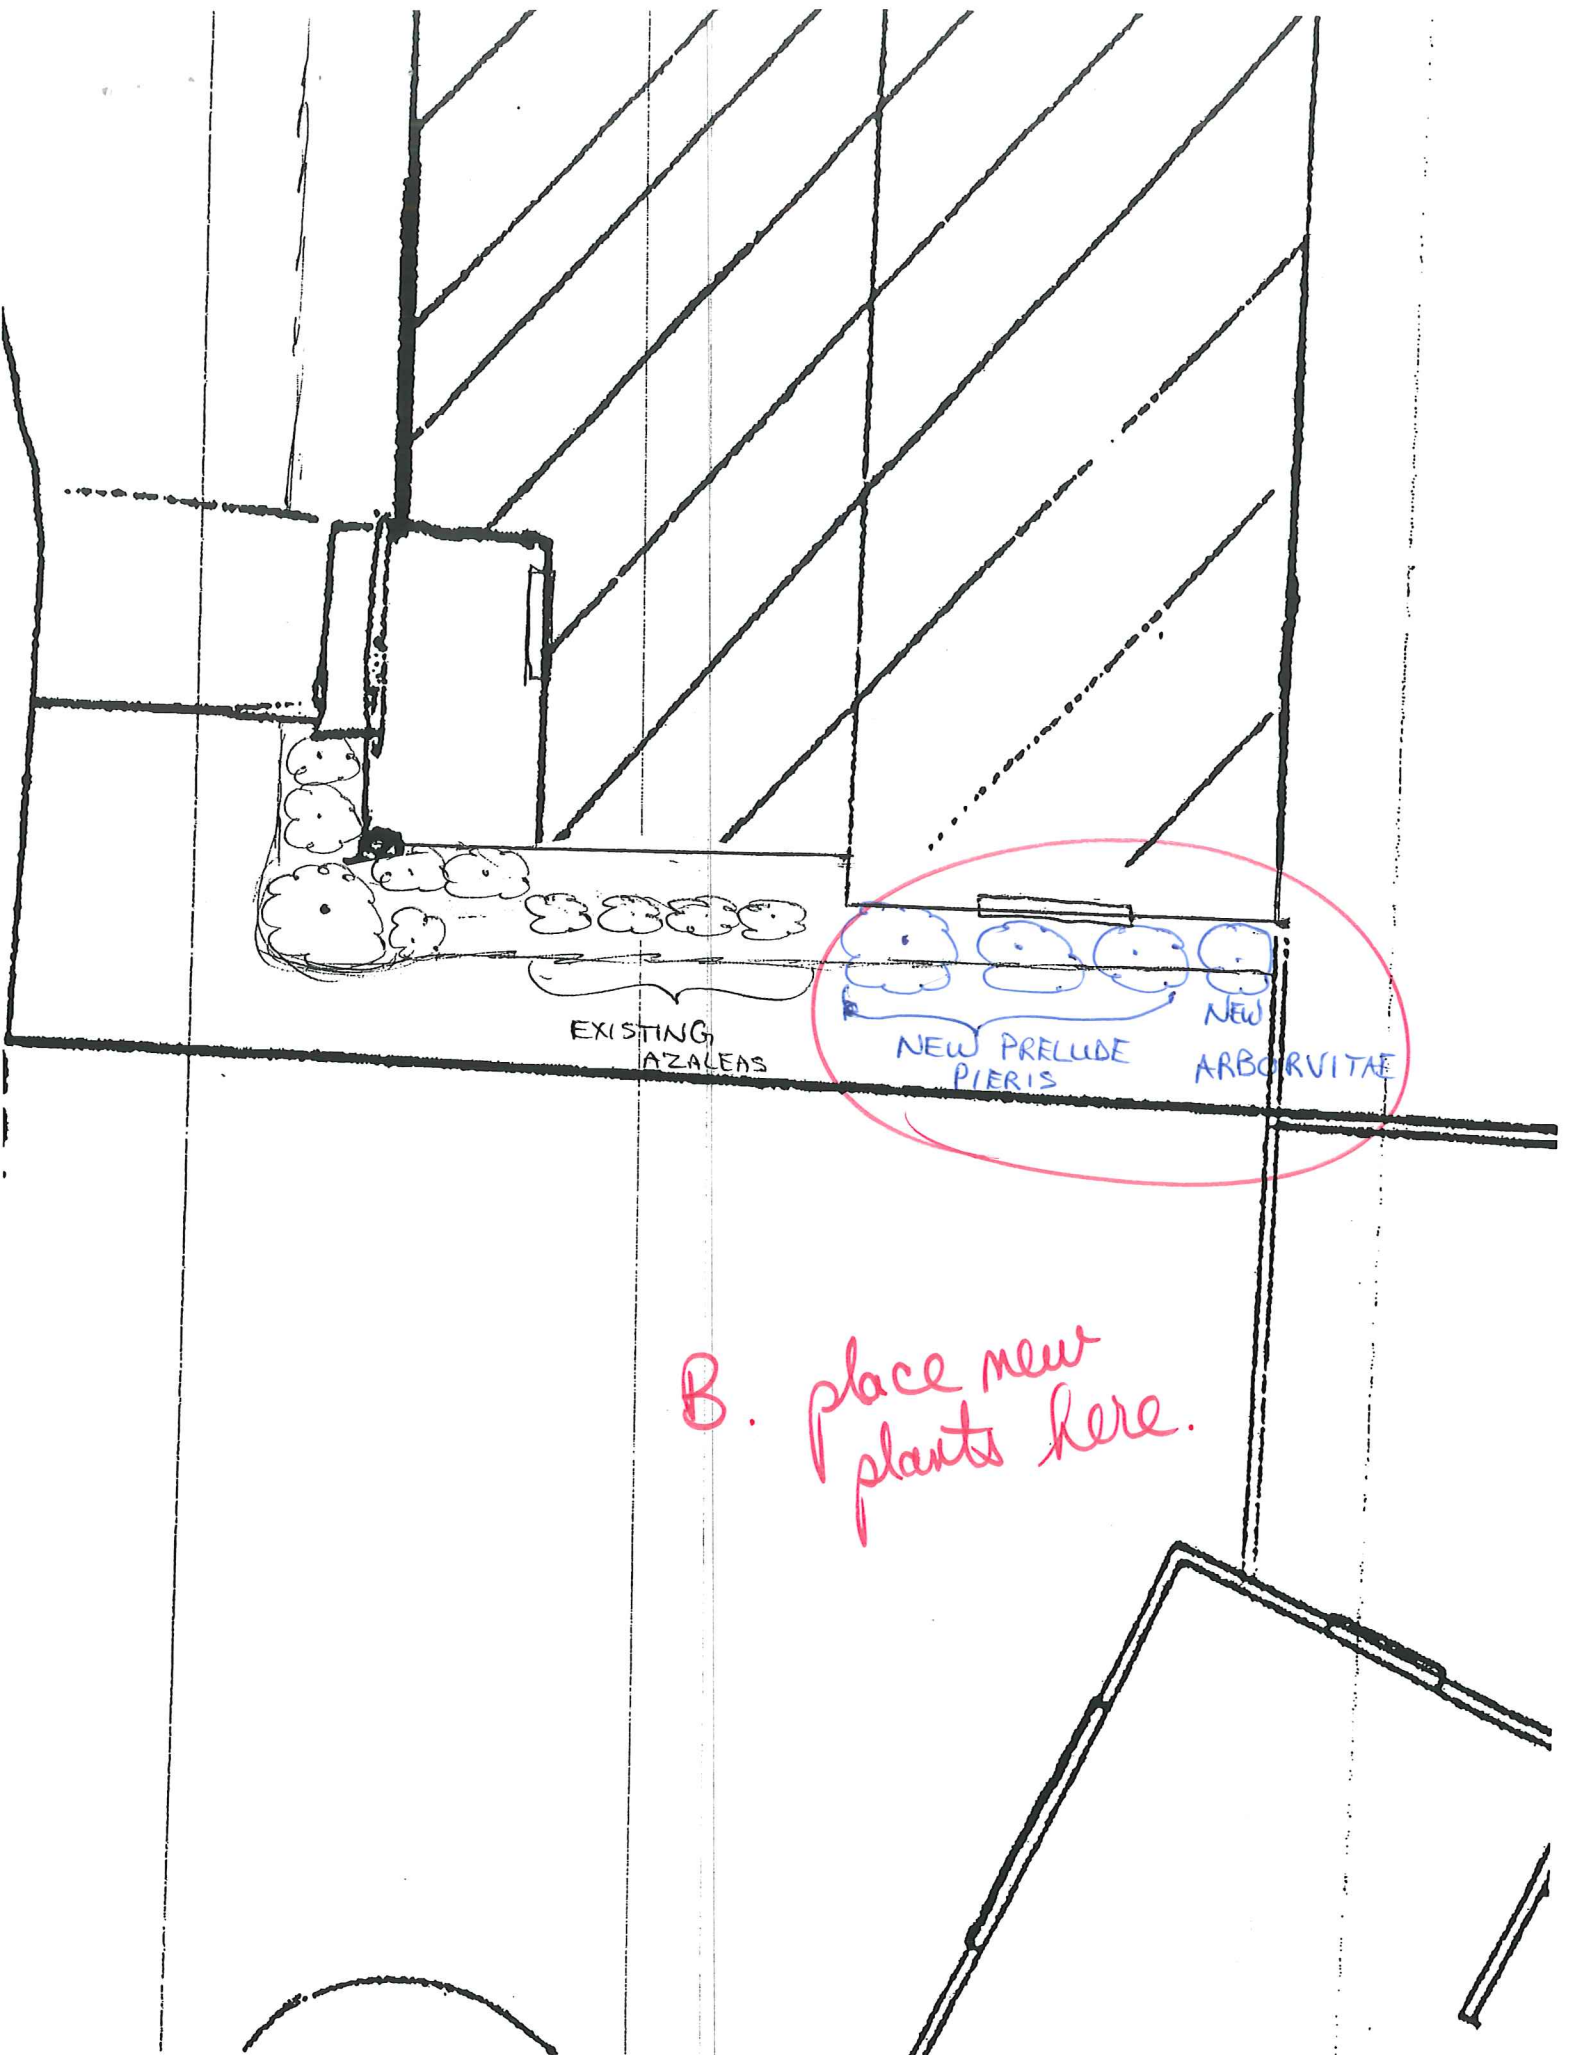 EXISTING
AZALEAS
NEW PRELUDE
PIERIS
NEW
ARBORVITAE
B. place new
plants here.